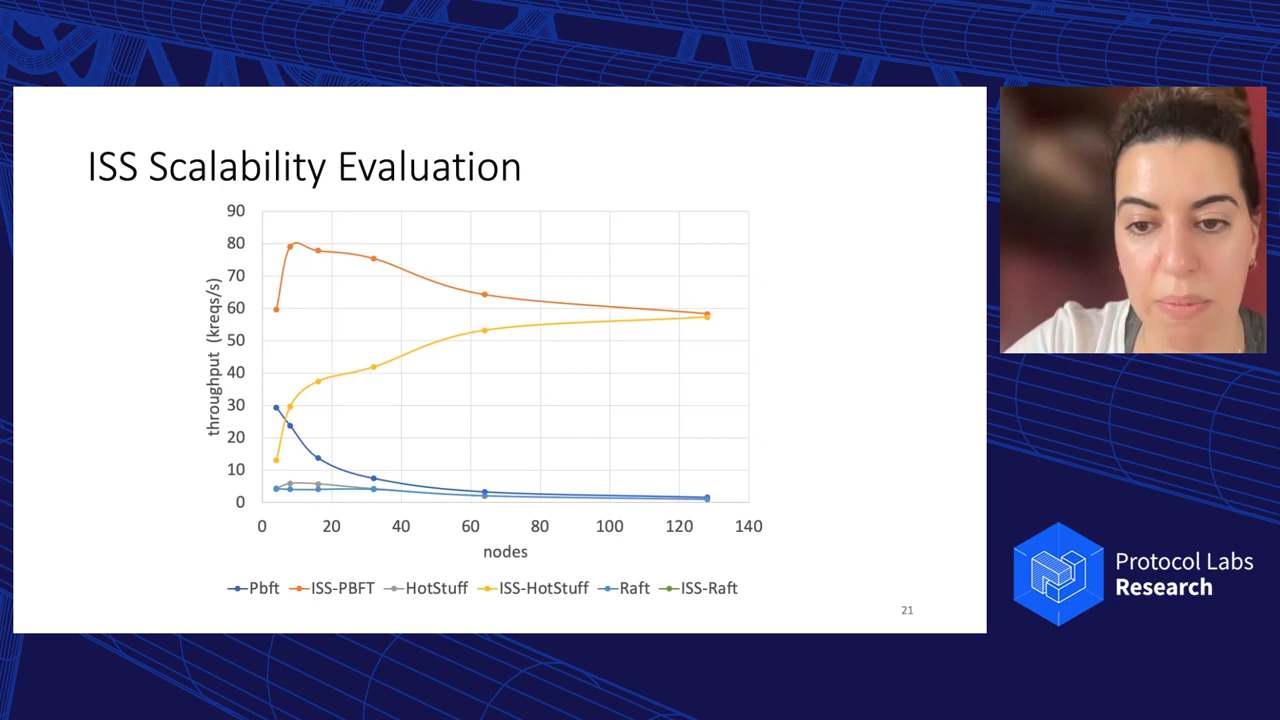 ISS Scalability Evaluation
90
80
70
60
50
40
30
20
10
0
throughput (kreqs/s)
0 20 40 60 80 100 120 140
nodes
Pbft ISS-PBFT HotStuff ISS-HotStuff Raft ISS-Raft
21
Protocol Labs
Research